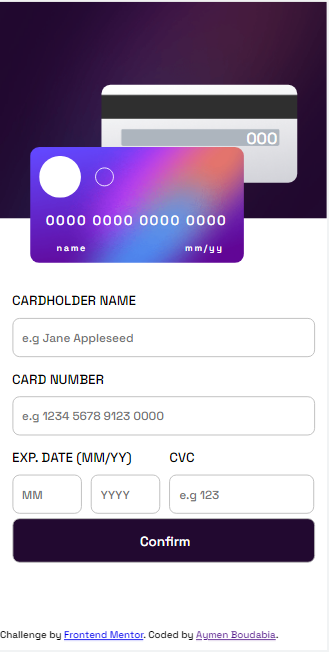 000
0000 0000 0000 0000
name mm/yy
CARDHOLDER NAME
e.g Jane Appleseed
CARD NUMBER
e.g 1234 5678 9123 0000
EXP. DATE (MM/YY) CVC
MM YYYY e.g 123
Confirm
Challenge by Frontend Mentor. Coded by Aymen Boudabia.